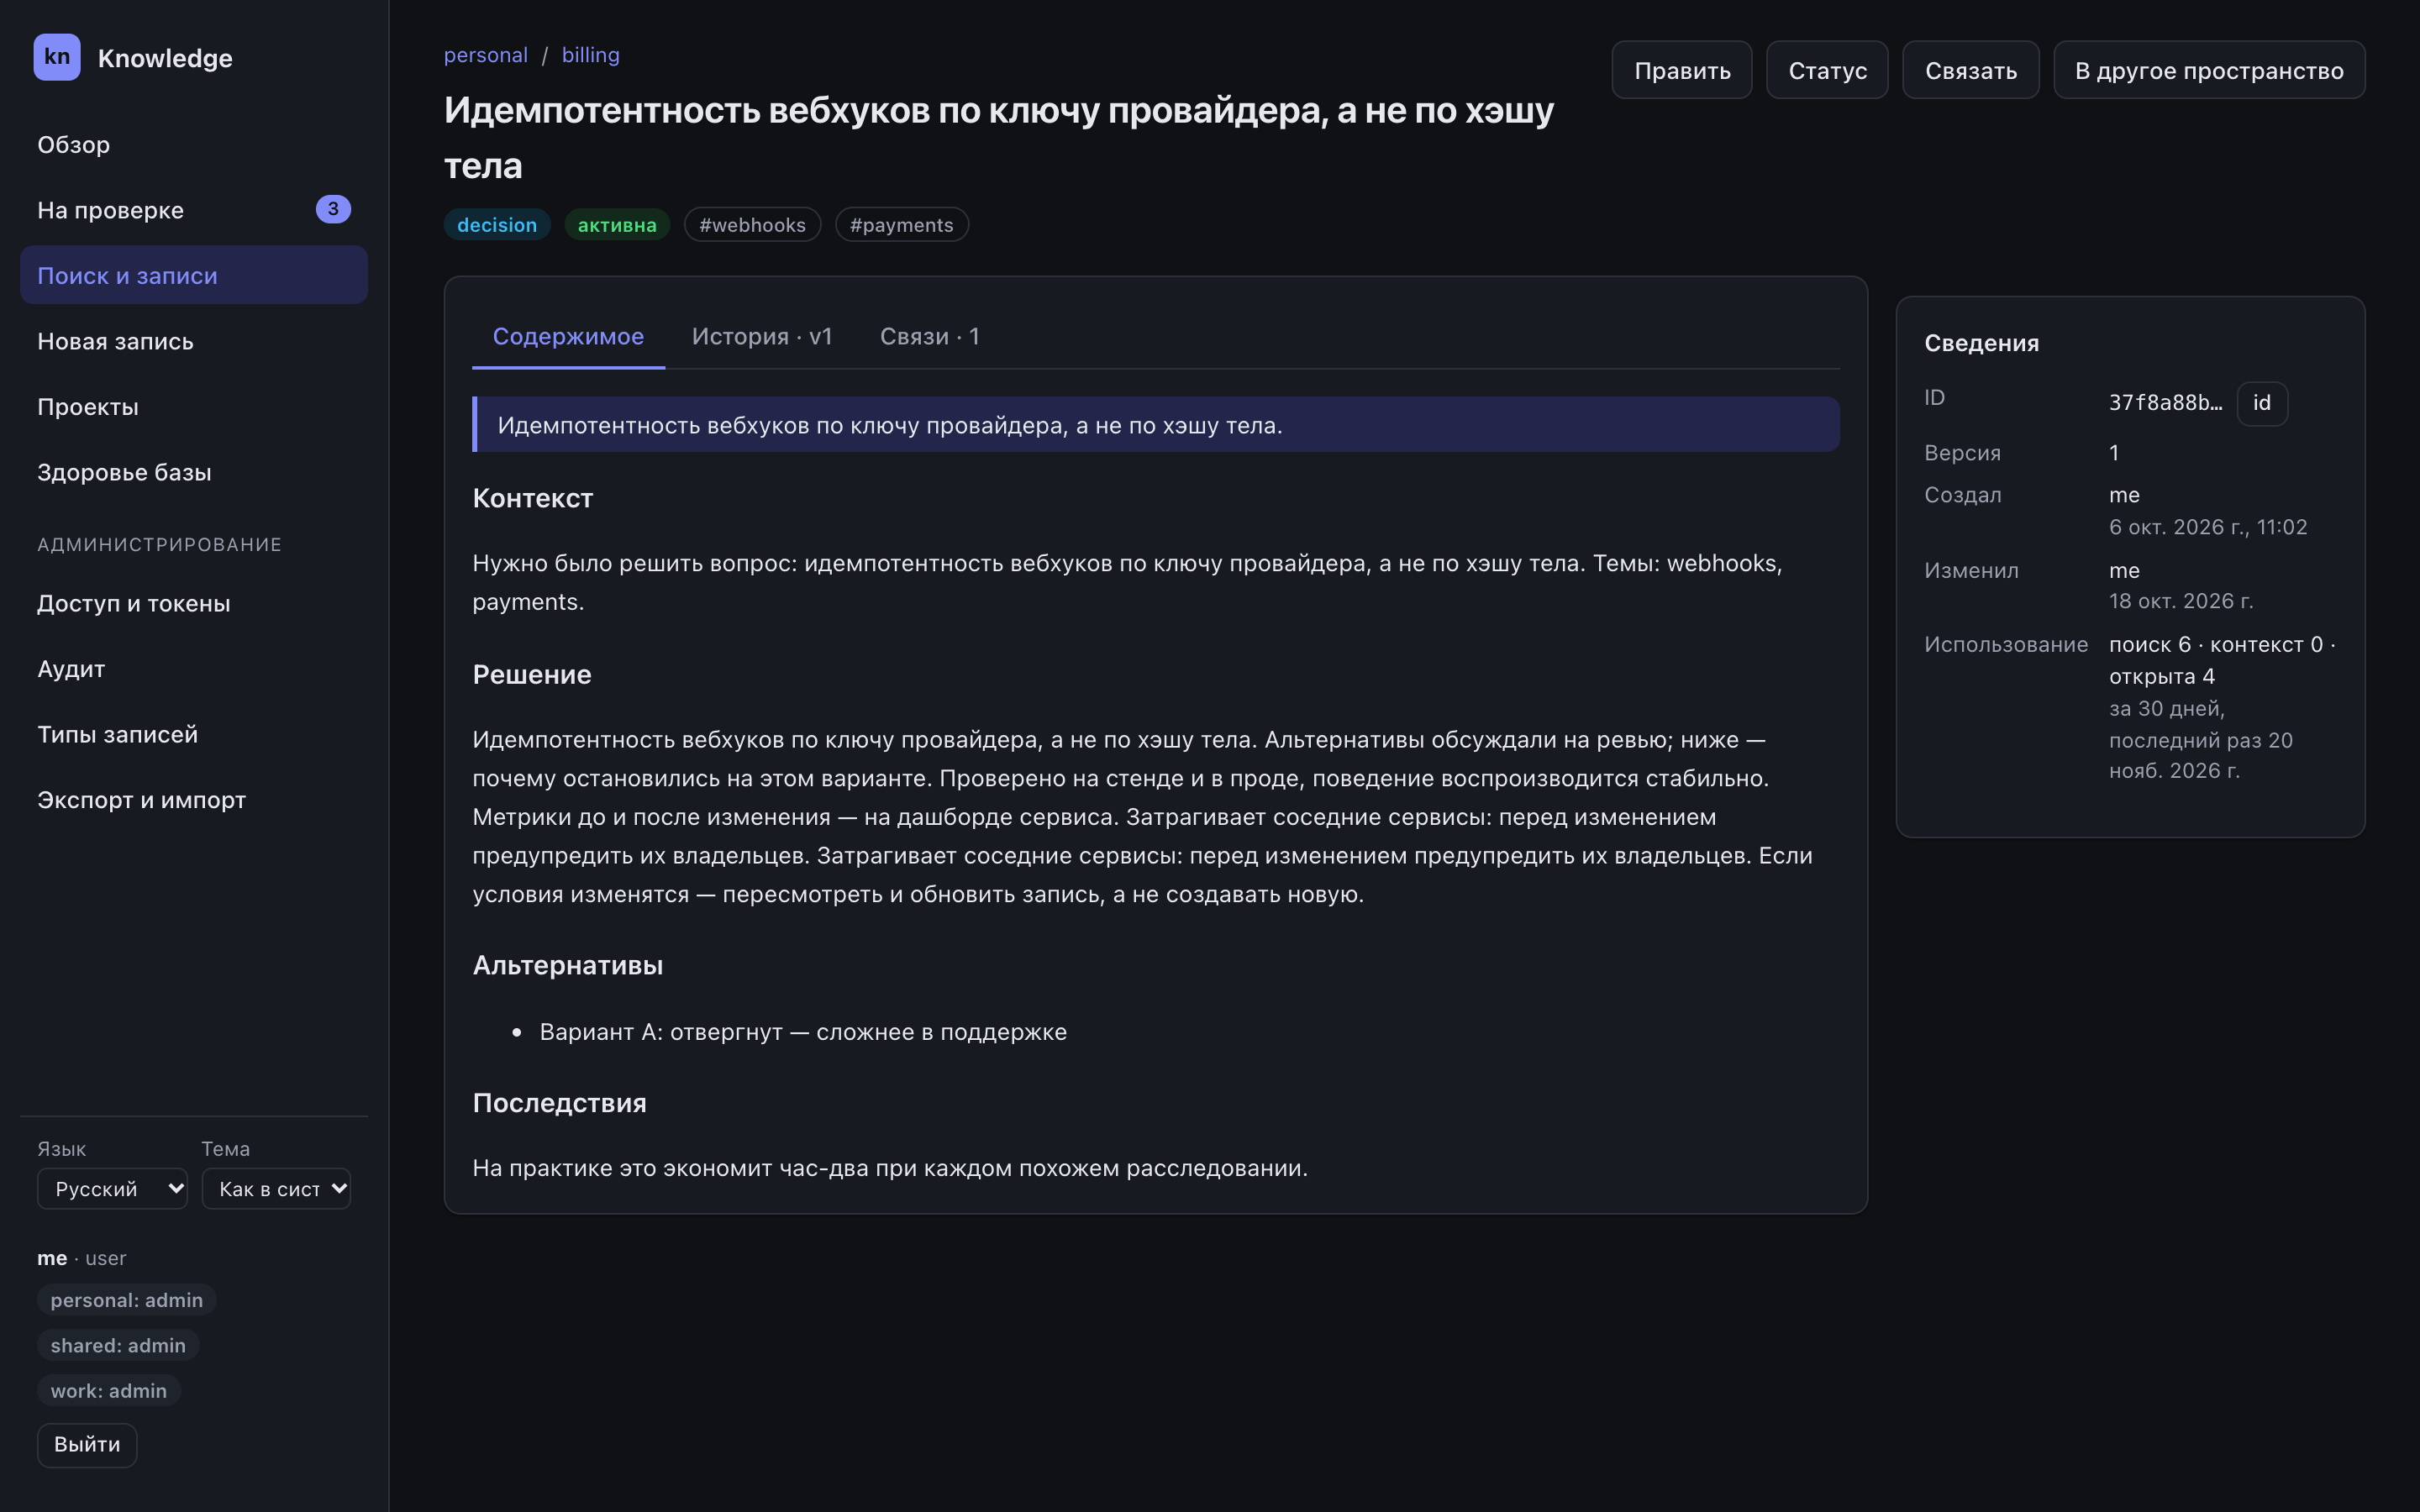 kn Knowledge
Обзор
На проверке 3
Поиск и записи
Новая запись
Проекты
Здоровье базы
АДМИНИСТРИРОВАНИЕ
Доступ и токены
Аудит
Типы записей
Экспорт и импорт
Язык Тема
Русский Как в сист
me · user
personal: admin
shared: admin
work: admin
Выйти
personal / billing
Идемпотентность вебхуков по ключу провайдера, а не по хэшу
тела
decision активна #webhooks #payments
Править Статус Связать В другое пространство
Содержимое История · v1 Связи · 1
Идемпотентность вебхуков по ключу провайдера, а не по хэшу тела.
Контекст
Нужно было решить вопрос: идемпотентность вебхуков по ключу провайдера, а не по хэшу тела. Темы: webhooks,
payments.
Решение
Идемпотентность вебхуков по ключу провайдера, а не по хэшу тела. Альтернативы обсуждали на ревью; ниже —
почему остановились на этом варианте. Проверено на стенде и в проде, поведение воспроизводится стабильно.
Метрики до и после изменения — на дашборде сервиса. Затрагивает соседние сервисы: перед изменением
предупредить их владельцев. Затрагивает соседние сервисы: перед изменением предупредить их владельцев. Если
условия изменятся — пересмотреть и обновить запись, а не создавать новую.
Альтернативы
• Вариант A: отвергнут — сложнее в поддержке
Последствия
На практике это экономит час-два при каждом похожем расследовании.
Сведения
ID 37f8a88b… id
Версия 1
Создал me
6 окт. 2026 г., 11:02
Изменил me
18 окт. 2026 г.
Использование поиск 6 · контекст 0 ·
открыта 4
за 30 дней,
последний раз 20
нояб. 2026 г.